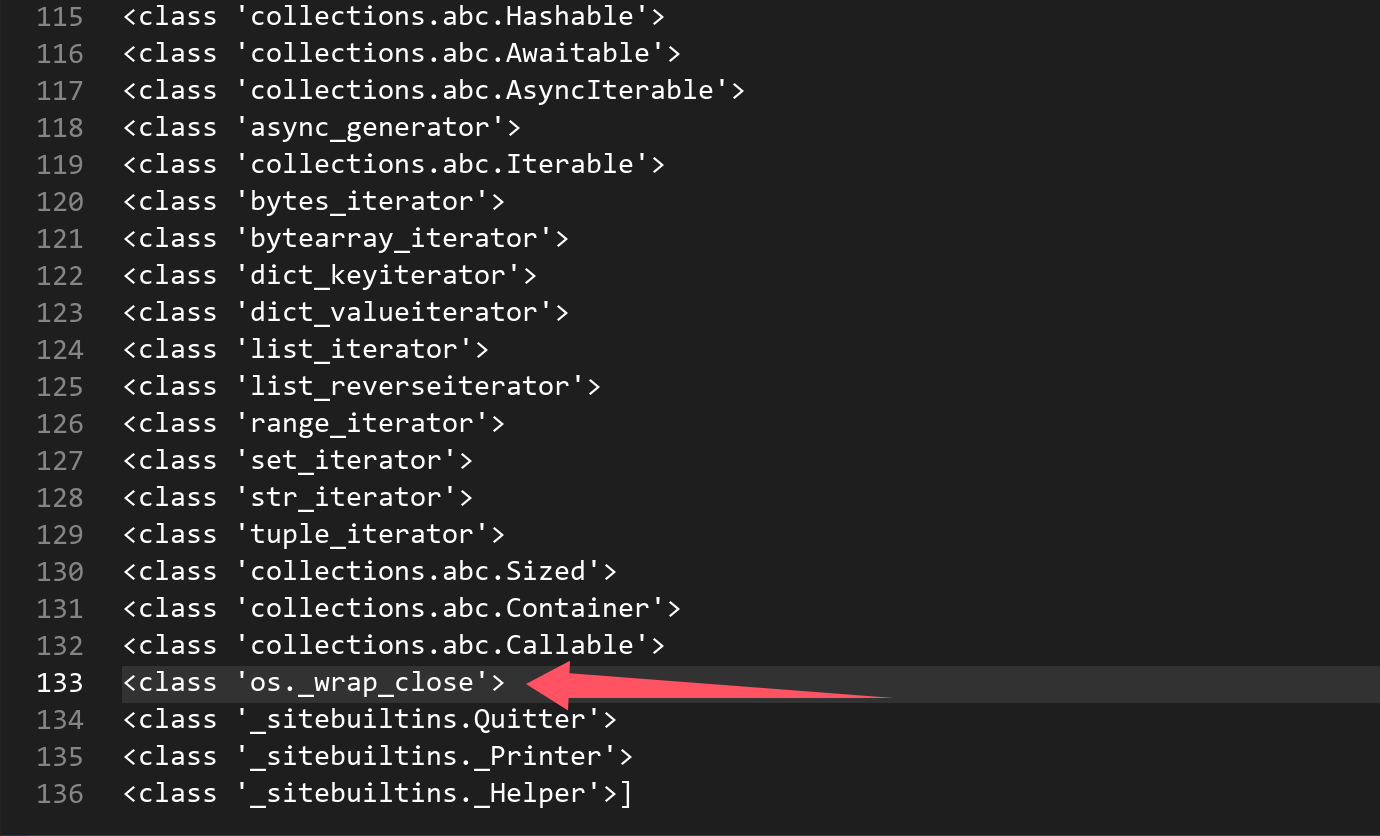 115 <class 'collections.abc.Hashable'>
116 <class 'collections.abc.Awaitable'>
117 <class 'collections.abc.AsyncIterable'>
118 <class 'async_generator'>
119 <class 'collections.abc.Iterable'>
120 <class 'bytes_iterator'>
121 <class 'bytearray_iterator'>
122 <class 'dict_keyiterator'>
123 <class 'dict_valueiterator'>
124 <class 'list_iterator'>
125 <class 'list_reverseiterator'>
126 <class 'range_iterator'>
127 <class 'set_iterator'>
128 <class 'str_iterator'>
129 <class 'tuple_iterator'>
130 <class 'collections.abc.Sized'>
131 <class 'collections.abc.Container'>
132 <class 'collections.abc.Callable'>
133 <class 'os._wrap_close'>
134 <class '_sitebuiltins.Quitter'>
135 <class '_sitebuiltins._Printer'>
136 <class '_sitebuiltins._Helper'>]